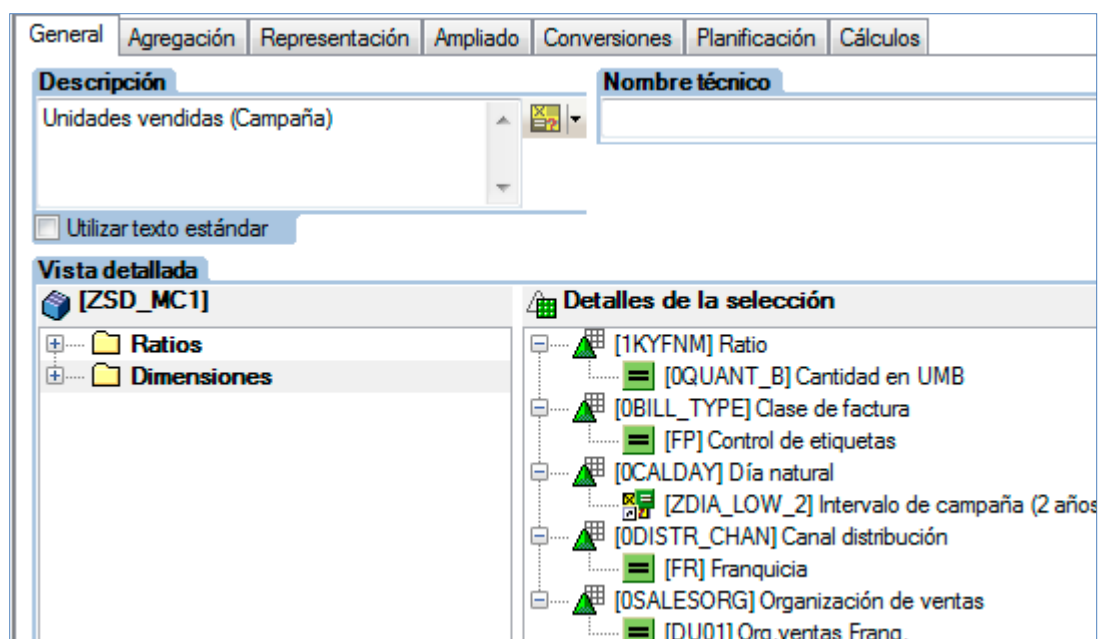 General Agregación Representación Ampliado Conversiones Planificación Cálculos
Descripción
Nombre técnico
Unidades vendidas (Campaña)
Utilizar texto estándar
Vista detallada
[ZSD_MC1]
Detalles de la selección
Ratios
Dimensiones
[1KYFNM] Ratio
[0QUANT_B] Cantidad en UMB
[0BILL_TYPE] Clase de factura
[FP] Control de etiquetas
[0CALDAY] Día natural
[ZDIA_LOW_2] Intervalo de campaña (2 años
[0DISTR_CHAN] Canal distribución
[FR] Franquicia
[0SALESORG] Organización de ventas
[DU01] Org ventas Franq.